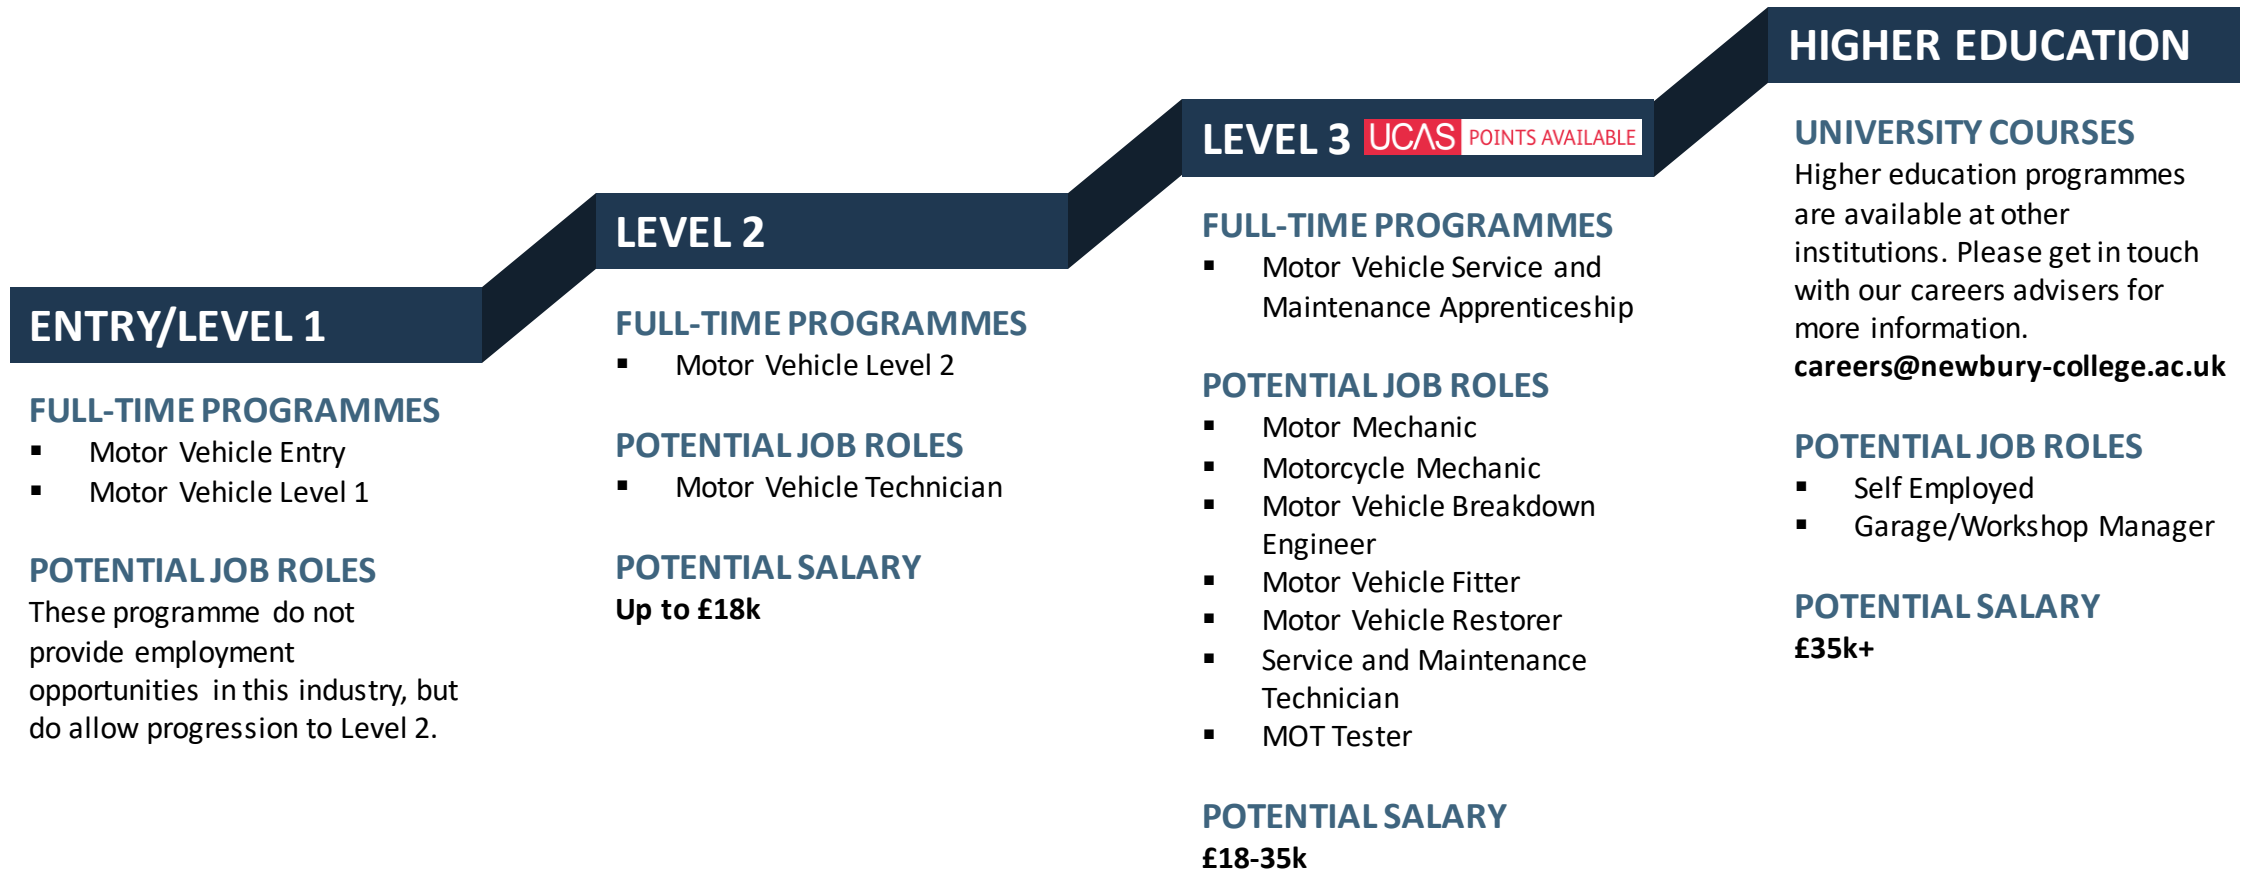 ENTRY/LEVEL 1
FULL-TIME PROGRAMMES
▪ Motor Vehicle Entry
▪ Motor Vehicle Level 1
POTENTIAL JOB ROLES
These programme do not
provide employment
opportunities in this industry, but
do allow progression to Level 2.
LEVEL 2
FULL-TIME PROGRAMMES
▪ Motor Vehicle Level 2
POTENTIAL JOB ROLES
▪ Motor Vehicle Technician
POTENTIAL SALARY
Up to £18k
LEVEL 3 UCAS POINTS AVAILABLE
FULL-TIME PROGRAMMES
▪ Motor Vehicle Service and
Maintenance Apprenticeship
POTENTIAL JOB ROLES
▪ Motor Mechanic
▪ Motorcycle Mechanic
▪ Motor Vehicle Breakdown
Engineer
▪ Motor Vehicle Fitter
▪ Motor Vehicle Restorer
▪ Service and Maintenance
Technician
▪ MOT Tester
POTENTIAL SALARY
£18-35k
HIGHER EDUCATION
UNIVERSITY COURSES
Higher education programmes
are available at other
institutions. Please get in touch
with our careers advisers for
more information.
careers@newbury-college.ac.uk
POTENTIAL JOB ROLES
▪ Self Employed
▪ Garage/Workshop Manager
POTENTIAL SALARY
£35k+